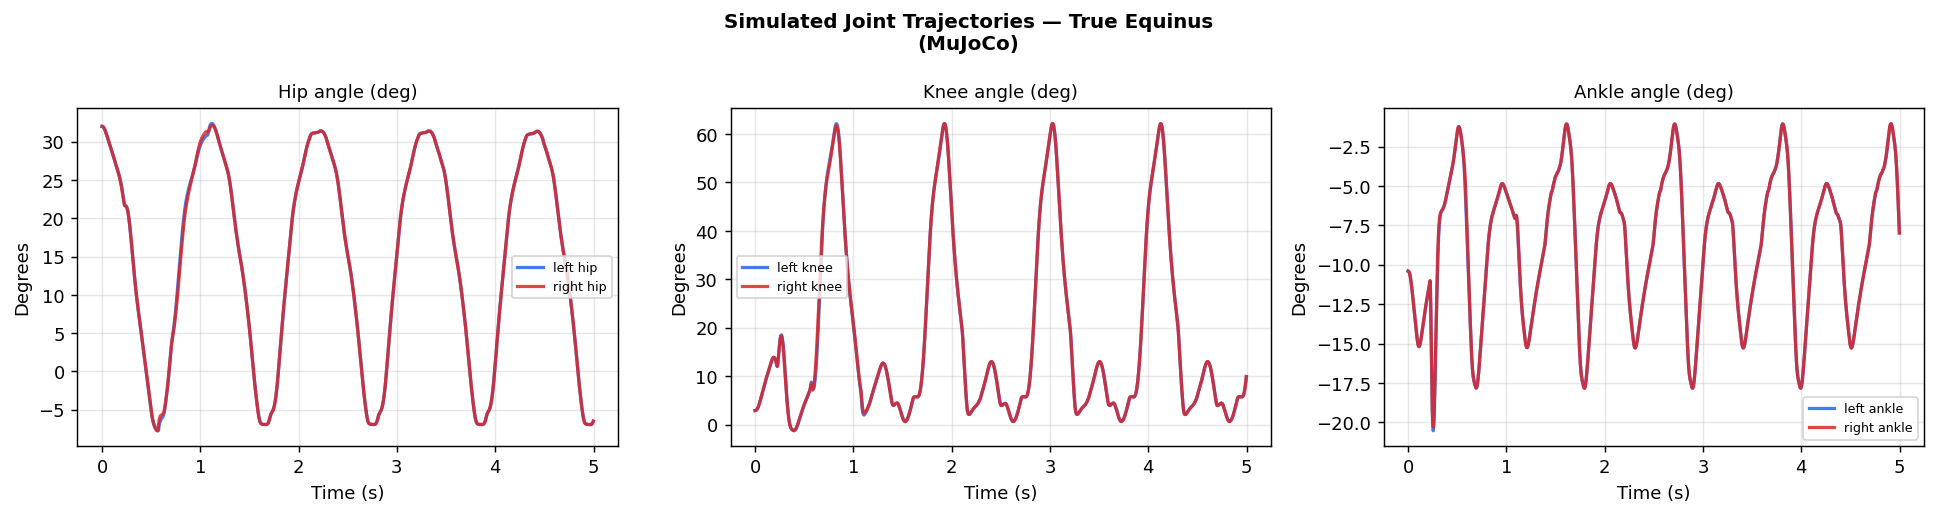 Simulated Joint Trajectories — True Equinus
(MuJoCo)
Hip angle (deg)
Degrees
30
25
20
15
10
5
0
−5
left hip
right hip
0 1 2 3 4 5
Time (s)
Knee angle (deg)
Degrees
60
50
40
30
20
10
0
left knee
right knee
0 1 2 3 4 5
Time (s)
Ankle angle (deg)
Degrees
−2.5
−5.0
−7.5
−10.0
−12.5
−15.0
−17.5
−20.0
left ankle
right ankle
0 1 2 3 4 5
Time (s)